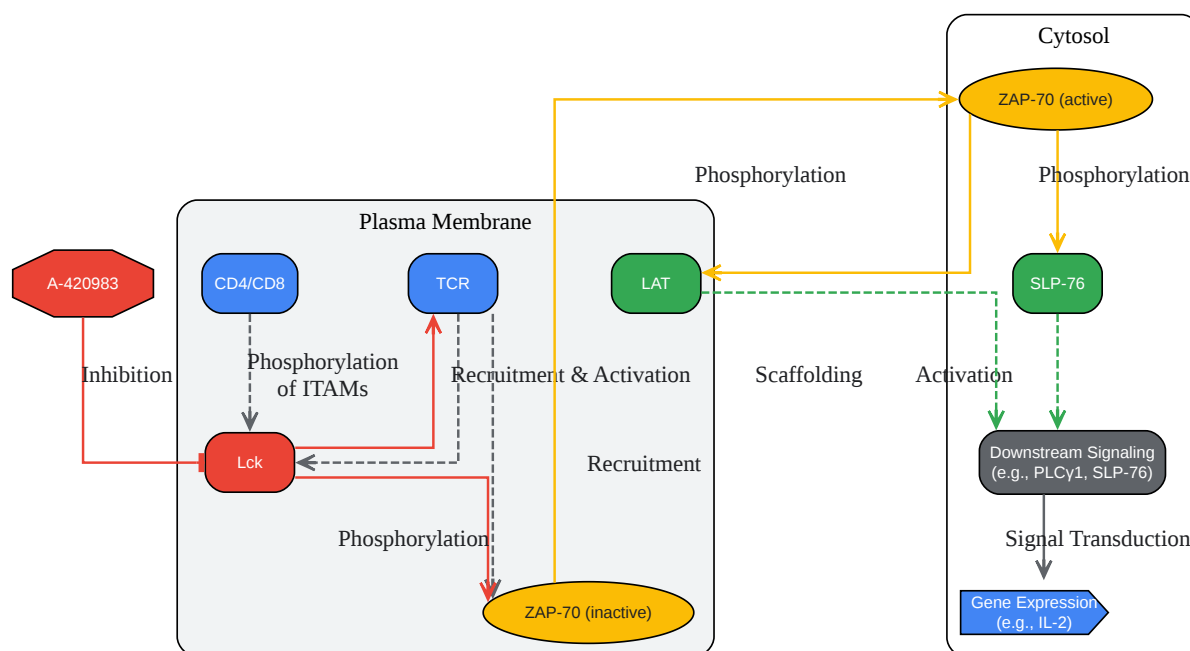 Cytosol
ZAP-70 (active)
Phosphorylation
Phosphorylation
Plasma Membrane
A-420983
CD4/CD8
TCR
LAT
SLP-76
Inhibition
Phosphorylation
of ITAMs
Recruitment & Activation
Scaffolding
Activation
Lck
Recruitment
Downstream Signaling
(e.g., PLCγ1, SLP-76)
Phosphorylation
Signal Transduction
ZAP-70 (inactive)
Gene Expression
(e.g., IL-2)